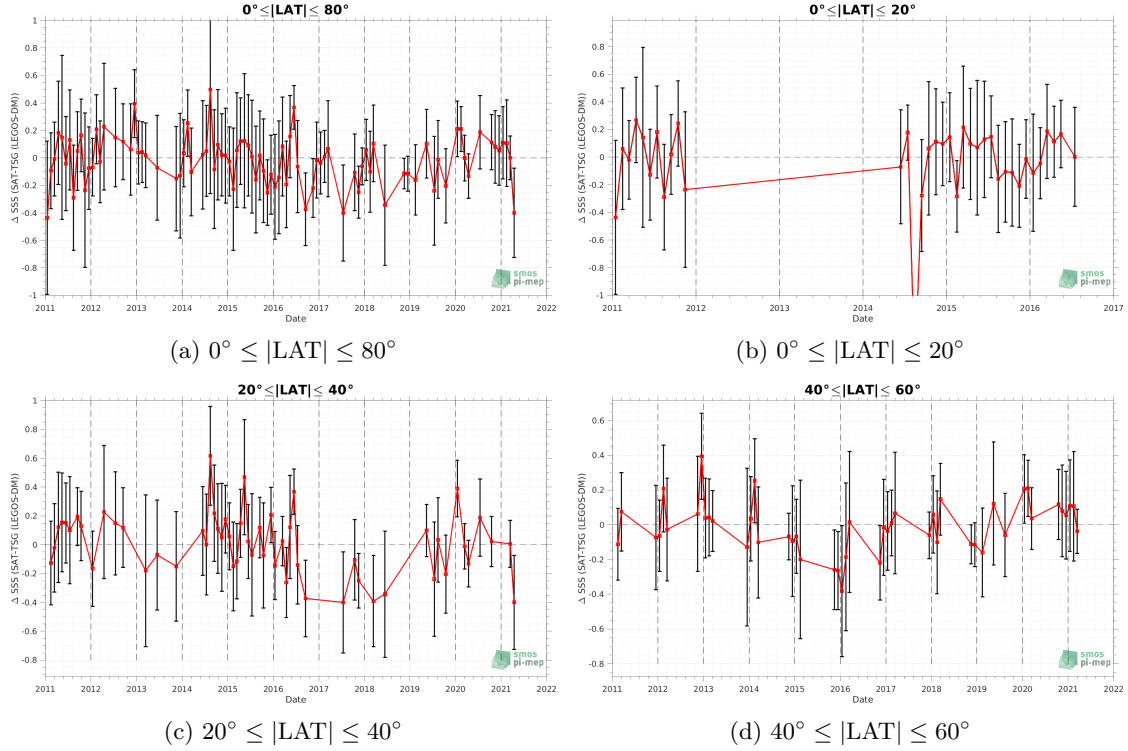 0°≤|LAT|≤ 80°
Δ SSS (SAT-TSG (LEGOS-DM))
1
0.8
0.6
0.4
0.2
0
-0.2
-0.4
-0.6
-0.8
-1
2011 2012 2013 2014 2015 2016 2017 2018 2019 2020 2021 2022
Date
smos
pi-mep
(a) 0° ≤ |LAT| ≤ 80°
0°≤|LAT|≤ 20°
Δ SSS (SAT-TSG (LEGOS-DM))
0.8
0.6
0.4
0.2
0
-0.2
-0.4
-0.6
-0.8
-1
2011 2012 2013 2014 2015 2016 2017
Date
smos
pi-mep
(b) 0° ≤ |LAT| ≤ 20°
20°≤|LAT|≤ 40°
Δ SSS (SAT-TSG (LEGOS-DM))
1
0.8
0.6
0.4
0.2
0
-0.2
-0.4
-0.6
-0.8
2011 2012 2013 2014 2015 2016 2017 2018 2019 2020 2021 2022
Date
smos
pi-mep
(c) 20° ≤ |LAT| ≤ 40°
40°≤|LAT|≤ 60°
Δ SSS (SAT-TSG (LEGOS-DM))
0.6
0.4
0.2
0
-0.2
-0.4
-0.6
-0.8
2011 2012 2013 2014 2015 2016 2017 2018 2019 2020 2021 2022
Date
smos
pi-mep
(d) 40° ≤ |LAT| ≤ 60°